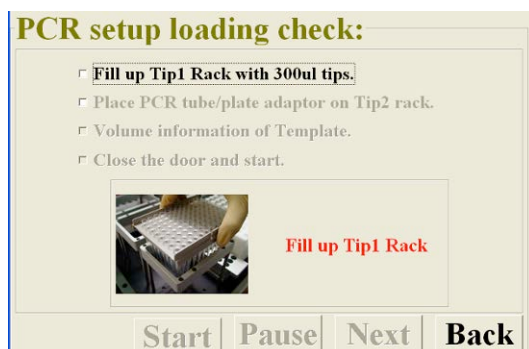 PCR setup loading check:
Fill up Tip1 Rack with 300ul tips.
Place PCR tube/plate adaptor on Tip2 rack.
Volume information of Template.
Close the door and start.
Fill up Tip1 Rack
Start Pause Next Back